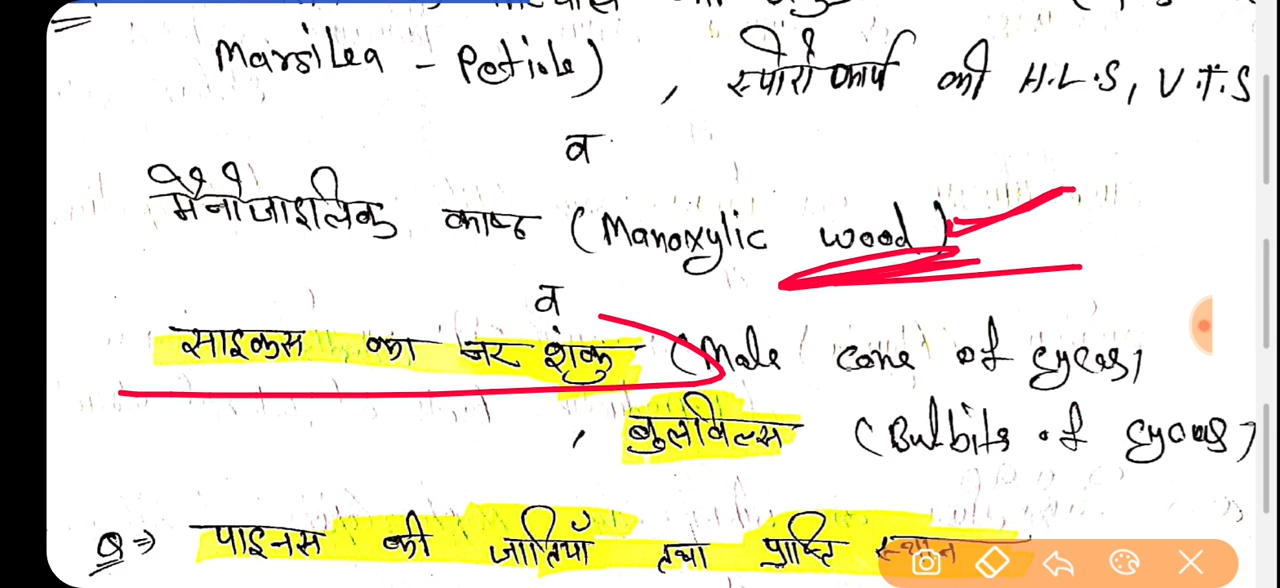 Marsilea - Petiole) , स्पोरोकार्प की H.L.S, V.T.S
व
मैनोजाइलिक काष्ठ (Manoxylic wood)
व
साइकस का नर शंकु (Male cone of cycas)
, बुलबिल्स (Bulbils of cycas)
Q ⇒ पाइनस की जातियाँ तथा प्राप्ति स्थान